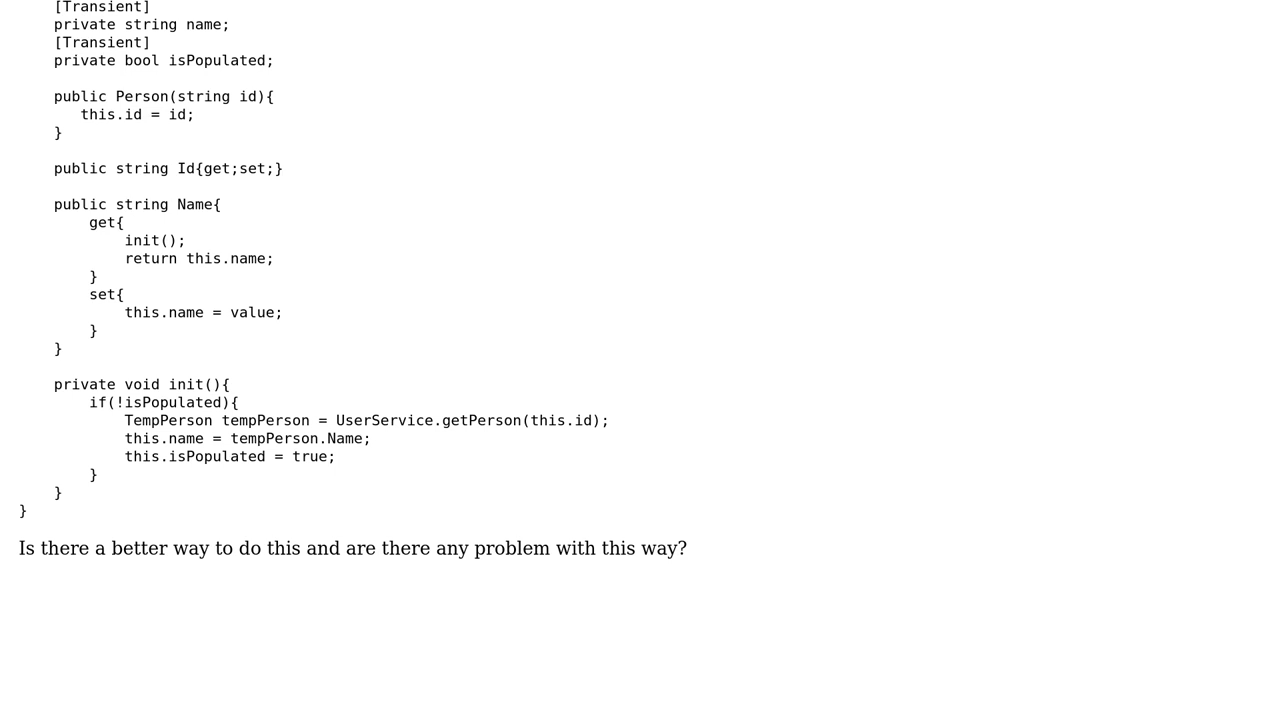 [Transient]
    private string name;
    [Transient]
    private bool isPopulated;

    public Person(string id){
       this.id = id;
    }

    public string Id{get;set;}

    public string Name{
        get{
            init();
            return this.name;
        }
        set{
            this.name = value;
        }
    }

    private void init(){
        if(!isPopulated){
            TempPerson tempPerson = UserService.getPerson(this.id);
            this.name = tempPerson.Name;
            this.isPopulated = true;
        }
    }
}
Is there a better way to do this and are there any problem with this way?